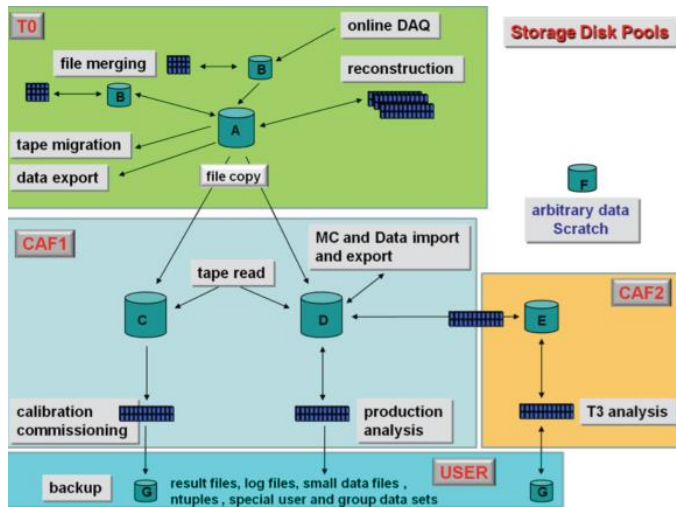 T0
online DAQ
Storage Disk Pools
file merging
B
B
reconstruction
A
tape migration
data export
file copy
F
arbitrary data
Scratch
CAF1
MC and Data import
and export
tape read
CAF2
C
D
E
calibration
commissioning
production
analysis
T3 analysis
USER
backup
G
result files, log files, small data files ,
ntuples , special user and group data sets
G